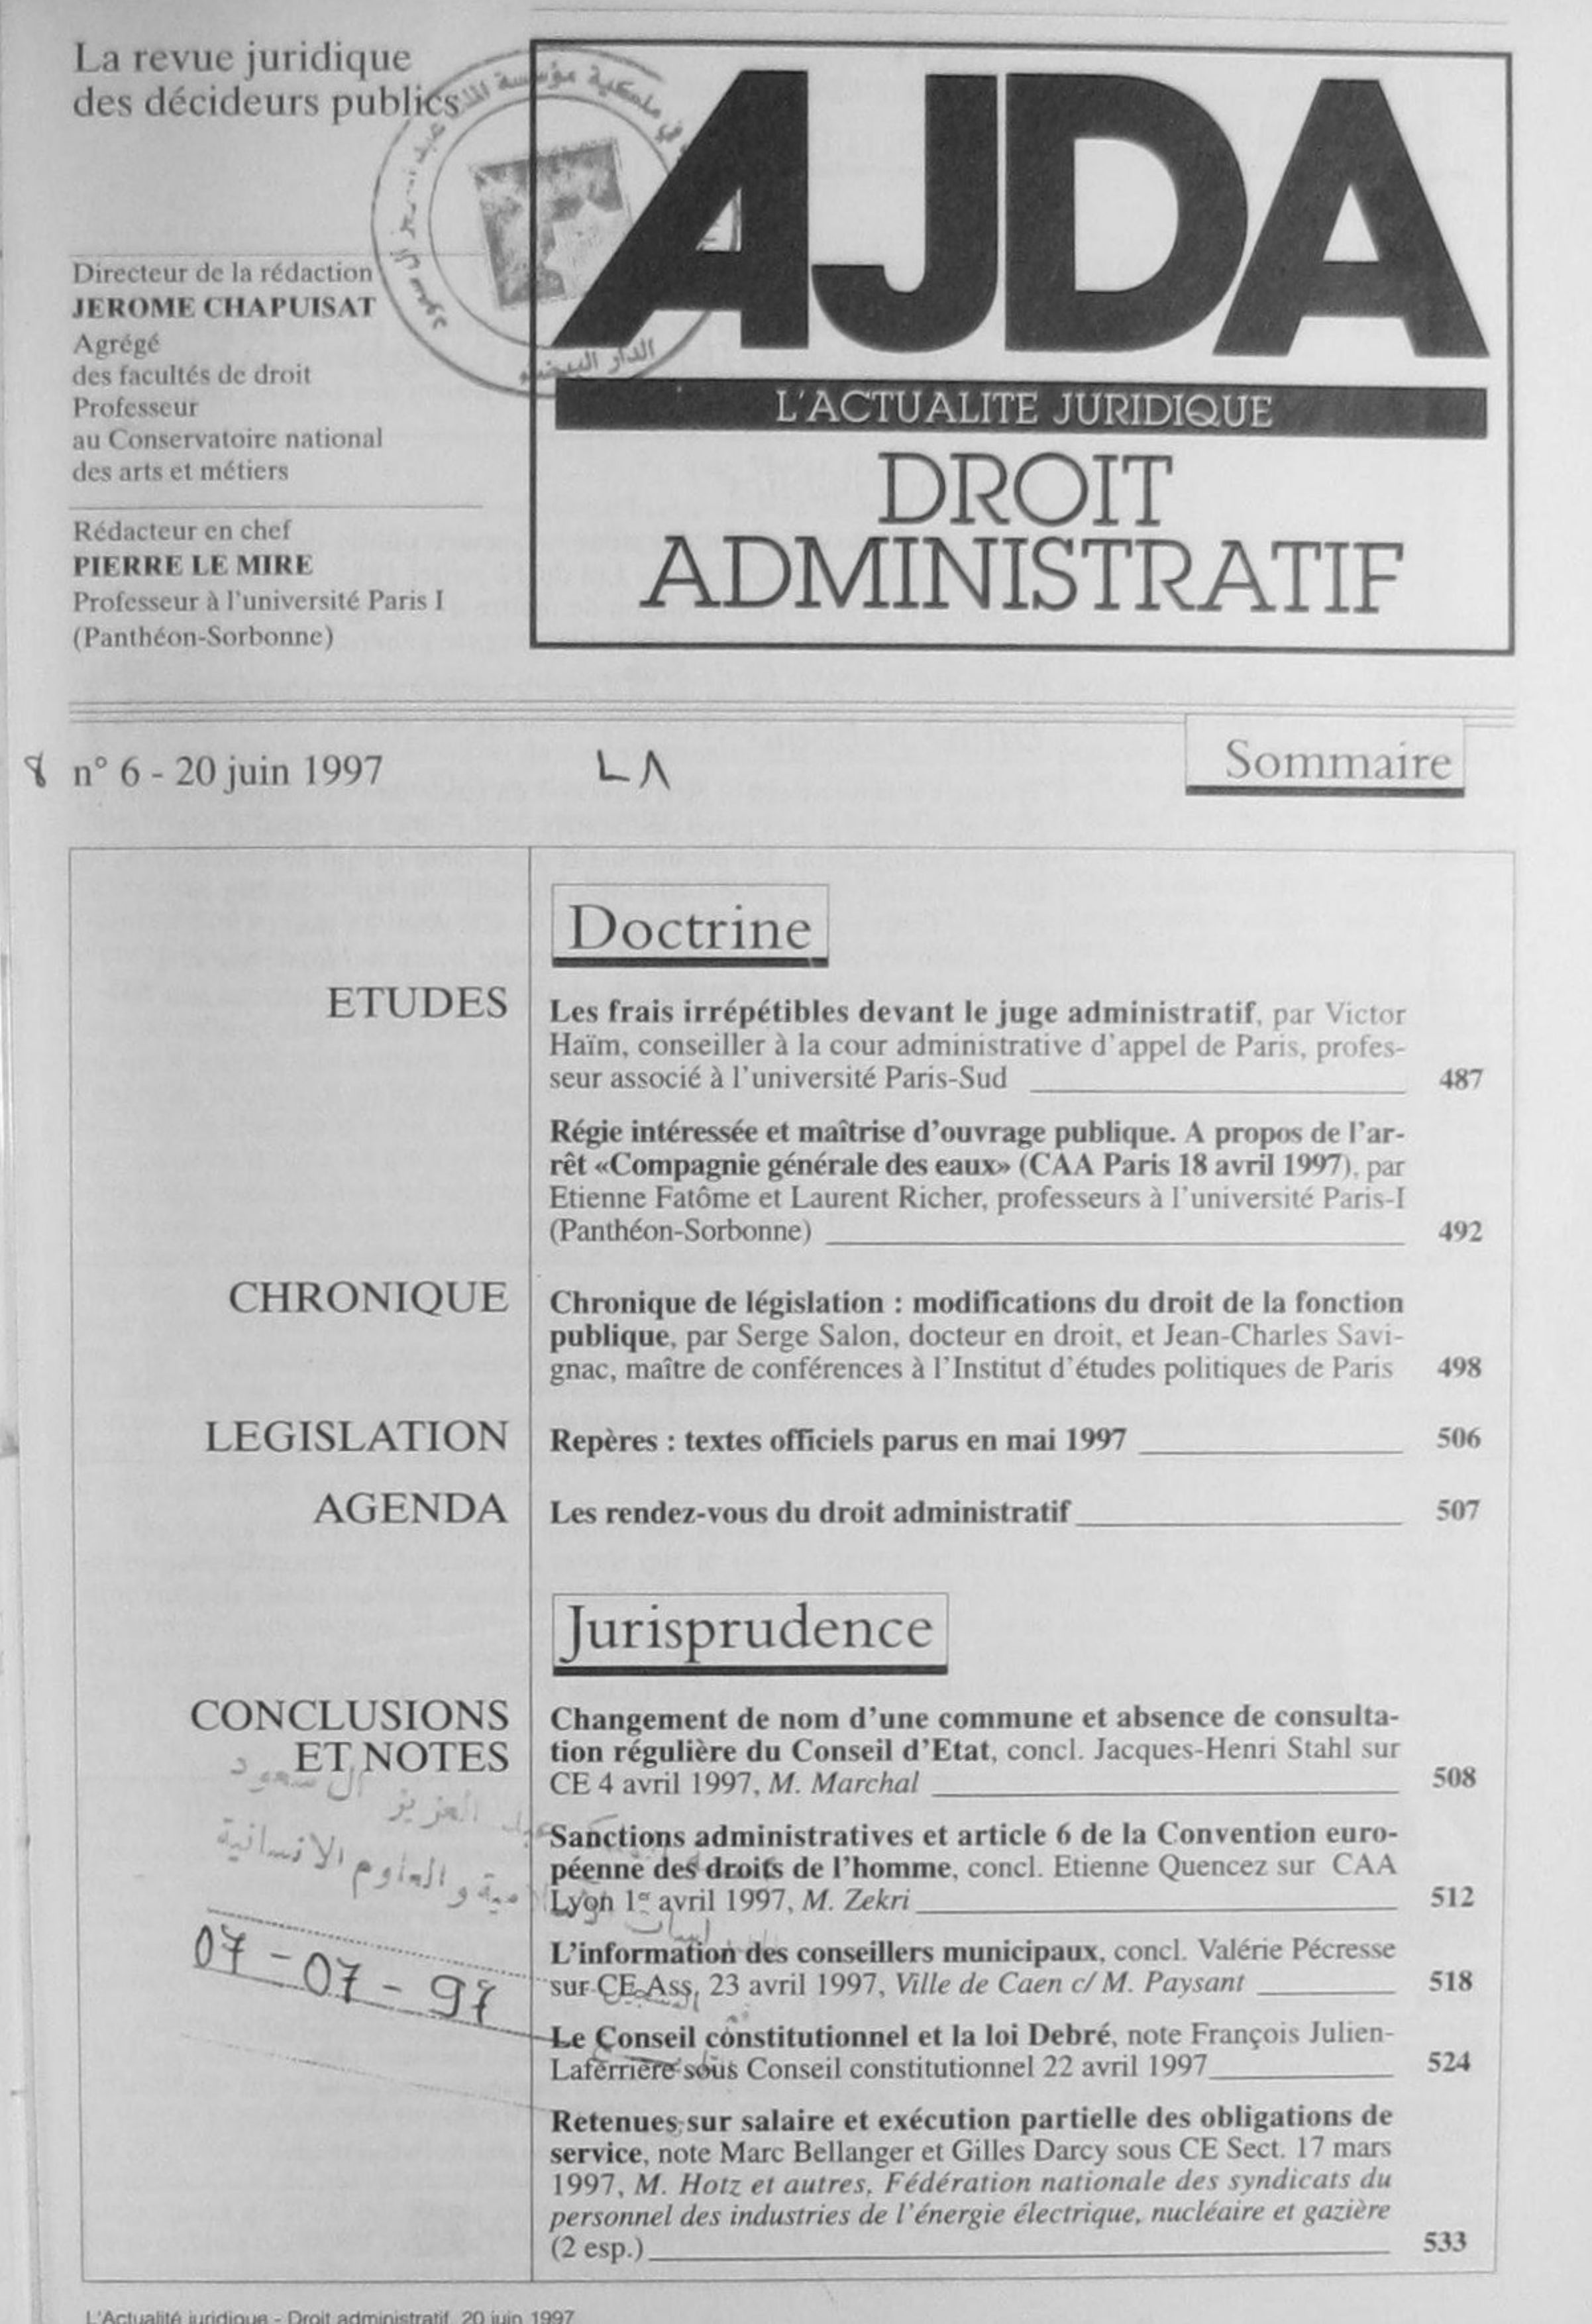 La revue juridique
des décideurs publics
Directeur de la rédaction
JEROME CHAPUISAT
Agrégé
des facultés de droit
Professeur
au Conservatoire national
des arts et métiers
Rédacteur en chef
PIERRE LE MIRE
Professeur à l'université Paris I
(Panthéon-Sorbonne)
ملكية مؤسسة
الدار البيضاء
AJDA
L'ACTUALITE JURIDIQUE
DROIT
ADMINISTRATIF
8 n° 6 - 20 juin 1997
Sommaire
Doctrine
ETUDES
Les frais irrépétibles devant le juge administratif, par Victor
Haïm, conseiller à la cour administrative d'appel de Paris, profes-
seur associé à l'université Paris-Sud 487
Régie intéressée et maîtrise d'ouvrage publique. A propos de l'ar-
rêt «Compagnie générale des eaux» (CAA Paris 18 avril 1997), par
Etienne Fatôme et Laurent Richer, professeurs à l'université Paris-I
(Panthéon-Sorbonne) 492
CHRONIQUE
Chronique de législation : modifications du droit de la fonction
publique, par Serge Salon, docteur en droit, et Jean-Charles Savi-
gnac, maître de conférences à l'Institut d'études politiques de Paris 498
LEGISLATION
Repères : textes officiels parus en mai 1997 506
AGENDA
Les rendez-vous du droit administratif 507
Jurisprudence
CONCLUSIONS
ET NOTES
Changement de nom d'une commune et absence de consulta-
tion régulière du Conseil d'Etat, concl. Jacques-Henri Stahl sur
CE 4 avril 1997, M. Marchal 508
Sanctions administratives et article 6 de la Convention euro-
péenne des droits de l'homme, concl. Etienne Quencez sur CAA
Lyon 1er avril 1997, M. Zekri 512
L'information des conseillers municipaux, concl. Valérie Pécresse
sur CE Ass, 23 avril 1997, Ville de Caen c/ M. Paysant 518
Le Conseil constitutionnel et la loi Debré, note François Julien-
Laferrière sous Conseil constitutionnel 22 avril 1997 524
Retenues sur salaire et exécution partielle des obligations de
service, note Marc Bellanger et Gilles Darcy sous CE Sect. 17 mars
1997, M. Hotz et autres, Fédération nationale des syndicats du
personnel des industries de l'énergie électrique, nucléaire et gazière
(2 esp.) 533
عبد العزيز آل سعود
والعلوم الانسانية
07-07-97
L'Actualité juridique - Droit administratif, 20 juin 1997